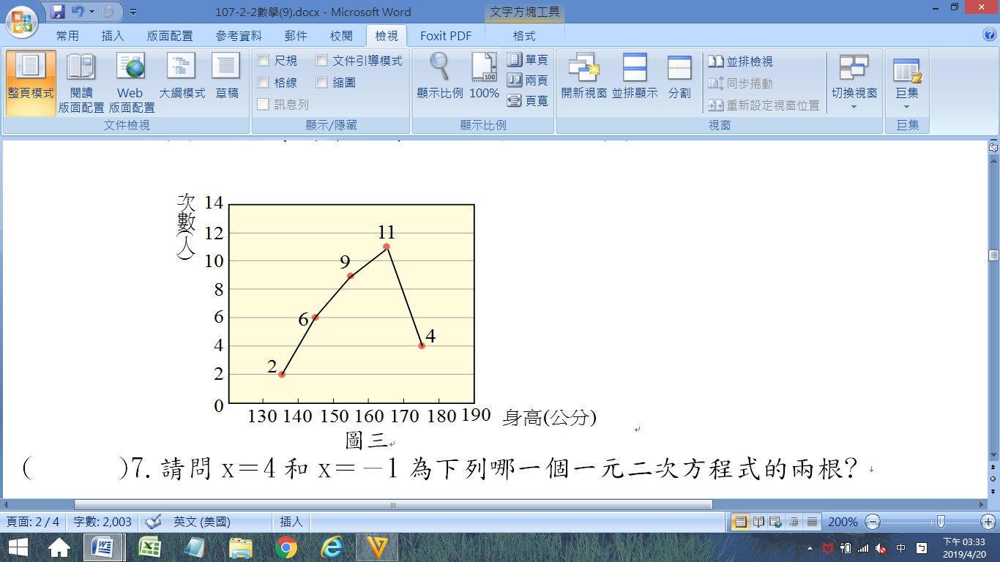 107-2-2數學(9).docx - Microsoft Word
文字方塊工具
常用 插入 版面配置 參考資料 郵件 校閱 檢視 Foxit PDF 格式
整頁模式
閱讀
版面配置
Web
版面配置
大綱模式
草稿
文件檢視
尺規
文件引導模式
格線
縮圖
訊息列
顯示/隱藏
顯示比例
100
100%
單頁
兩頁
頁寬
顯示比例
開新視窗
並排顯示
分割
並排檢視
同步捲動
重新設定視窗位置
切換視窗
視窗
巨集
巨集
次數(人)
14
12
10
8
6
4
2
0
2
6
9
11
4
130 140 150 160 170 180 190
身高(公分)
圖三
( )7. 請問 x=4 和 x=-1 為下列哪一個一元二次方程式的兩根?
頁面: 2 / 4 字數: 2,003 英文 (美國) 插入 200%
中
下午 03:33
2019/4/20